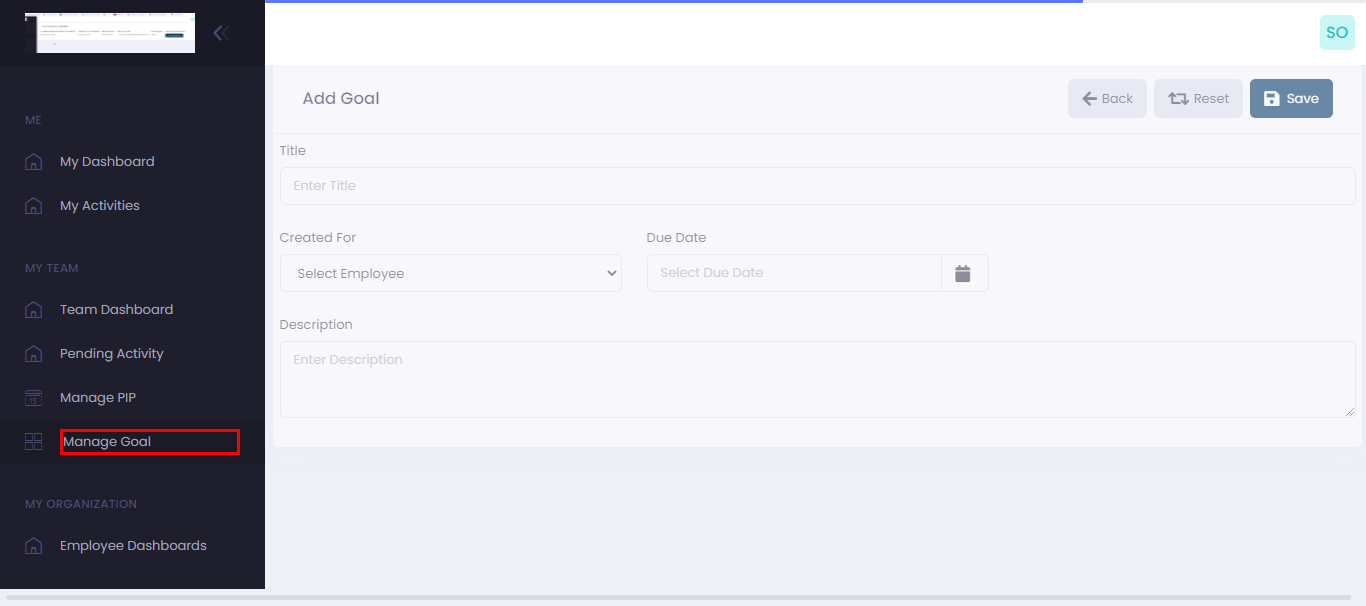 SO
ME
My Dashboard
My Activities
MY TEAM
Team Dashboard
Pending Activity
Manage PIP
Manage Goal
MY ORGANIZATION
Employee Dashboards
Add Goal
Back
Reset
Save
Title
Enter Title
Created For
Due Date
Select Employee
Select Due Date
Description
Enter Description